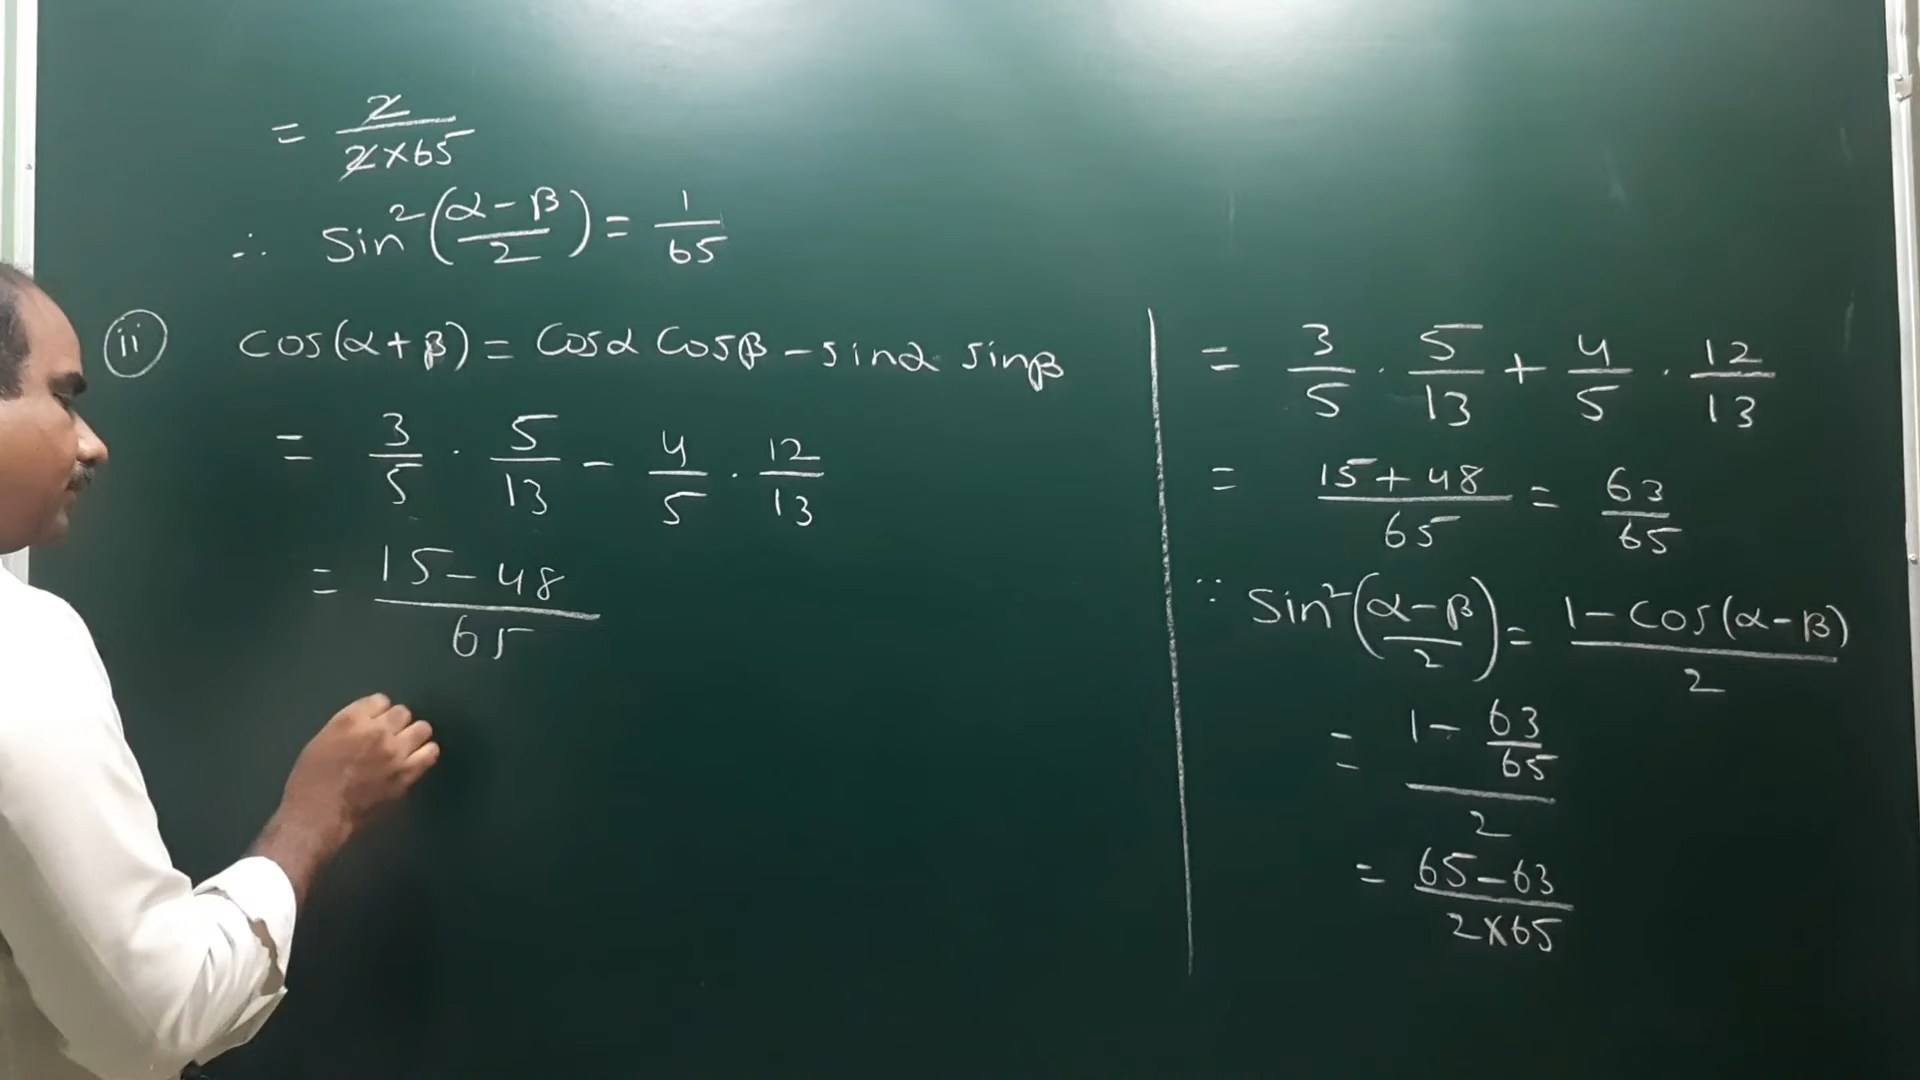 = 2 / 2×65
∴ Sin²((α-β)/2) = 1/65
(ii) Cos(α+β) = Cosα Cosβ - sinα sinβ
= 3/5 · 5/13 - 4/5 · 12/13
= (15-48)/65
= 3/5 · 5/13 + 4/5 · 12/13
= (15+48)/65 = 63/65
∵ Sin²((α-β)/2) = (1-Cos(α-β))/2
= (1 - 63/65)/2
= (65-63)/(2×65)